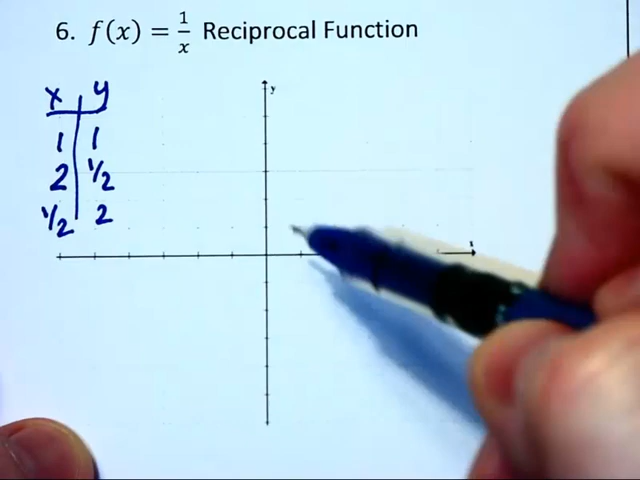 6. f(x) = 1/x Reciprocal Function
y
x y
1 1
2 1/2
1/2 2
x